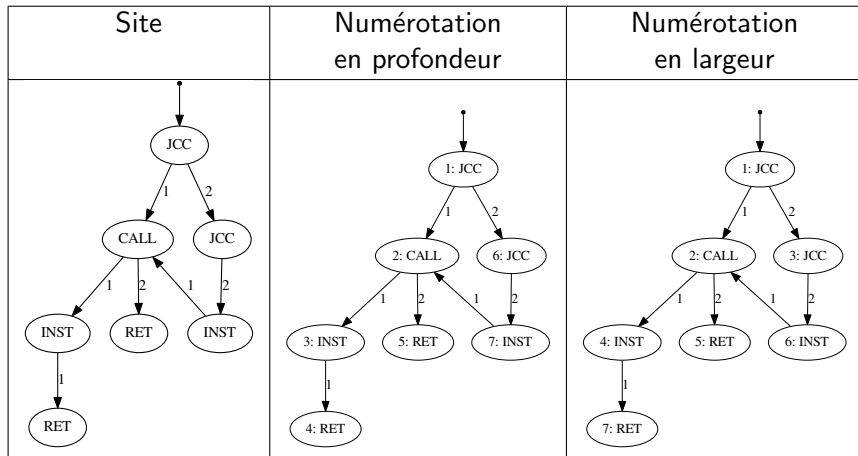 Site
Numérotation
en profondeur
Numérotation
en largeur
JCC
1
2
CALL
JCC
1
2
1
2
INST
RET
INST
1
RET
1: JCC
1
2
2: CALL
6: JCC
1
2
1
2
3: INST
5: RET
7: INST
1
4: RET
1: JCC
1
2
2: CALL
3: JCC
1
2
1
2
4: INST
5: RET
6: INST
1
7: RET